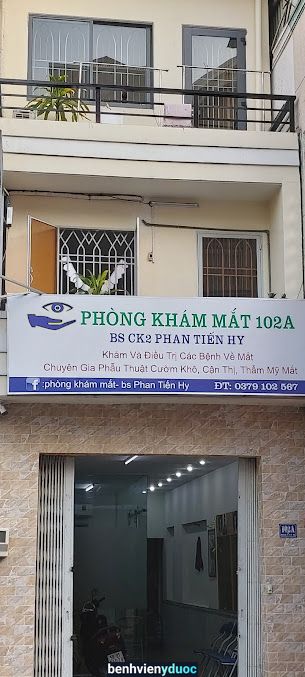 PHÒNG KHÁM MẮT 102A
BS CK2 PHAN TIẾN HY
Khám Và Điều Trị Các Bệnh Về Mắt
Chuyên Gia Phẫu Thuật Cườm Khô, Cận Thị, Thẩm Mỹ Mắt
f :phòng khám mắt- bs Phan Tiến Hy ĐT: 0379 102 567
102A
benhvienyduoc